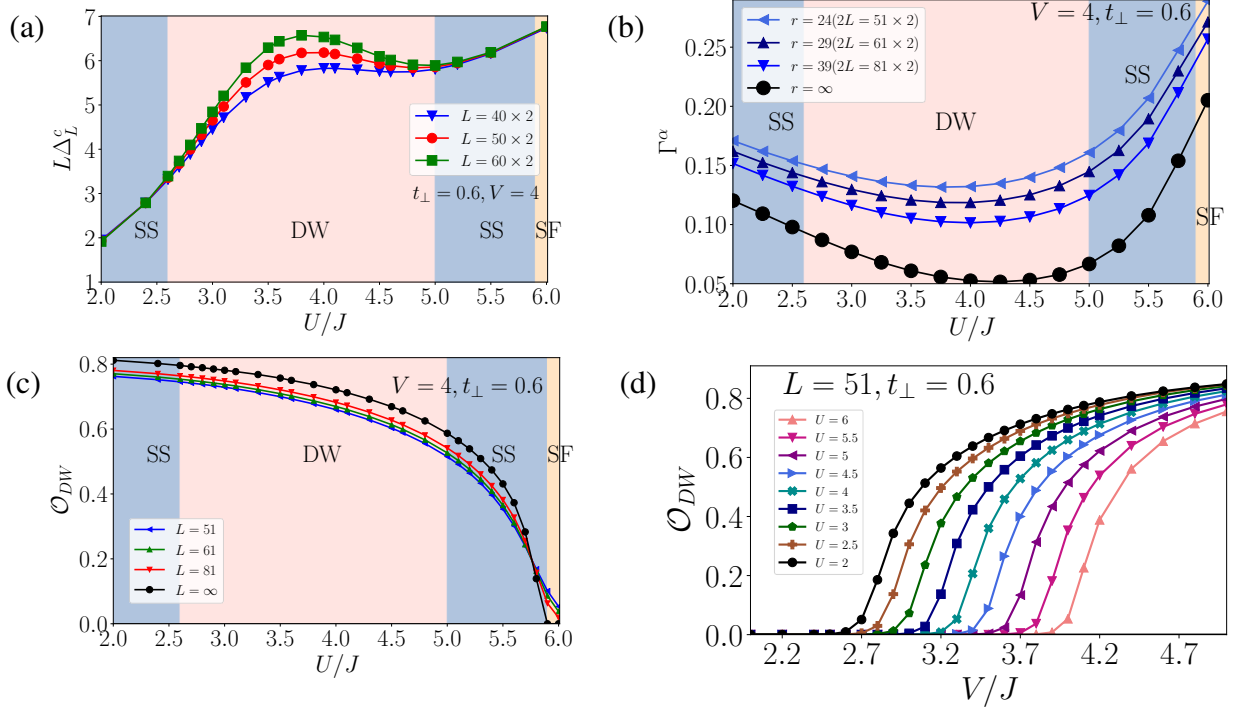 (a)
7
6
5
4
3
2
1
LΔ_L^c
L = 40 × 2
L = 50 × 2
L = 60 × 2
t⊥ = 0.6, V = 4
SS
DW
SS
SF
2.0 2.4 3.0 3.5 4.0 4.5 5.0 5.5 6.0
U/J
(b)
V = 4, t⊥ = 0.6
r = 24(2L = 51 × 2)
r = 29(2L = 61 × 2)
r = 39(2L = 81 × 2)
r = ∞
0.25
0.20
0.15
0.10
0.05
Γ^α
SS
DW
SS
SF
2.0 2.5 3.0 3.5 4.0 4.5 5.0 5.5 6.0
U/J
(c)
V = 4, t⊥ = 0.6
0.8
0.6
0.4
0.2
0.0
𝒪_DW
SS
DW
SS
SF
L = 51
L = 61
L = 81
L = ∞
2.0 2.6 3.0 3.5 4.0 4.5 5.0 5.5 6.0
U/J
(d)
L = 51, t⊥ = 0.6
0.8
0.6
0.4
0.2
0.0
𝒪_DW
U = 6
U = 5.5
U = 5
U = 4.5
U = 4
U = 3.5
U = 3
U = 2.5
U = 2
2.2 2.7 3.2 3.7 4.2 4.7
V/J